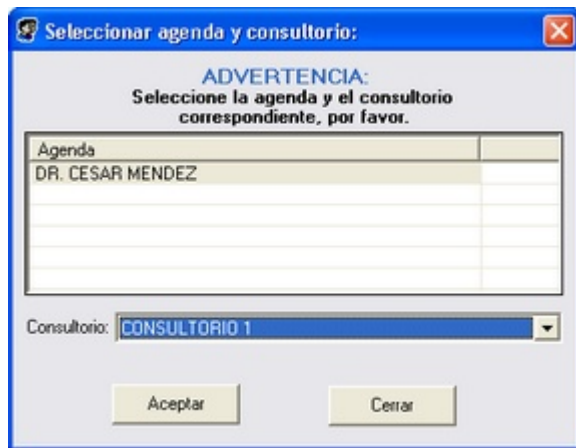 Seleccionar agenda y consultorio:
ADVERTENCIA:
Seleccione la agenda y el consultorio
correspondiente, por favor.
Agenda
DR. CESAR MENDEZ
Consultorio: CONSULTORIO 1
Aceptar Cerrar